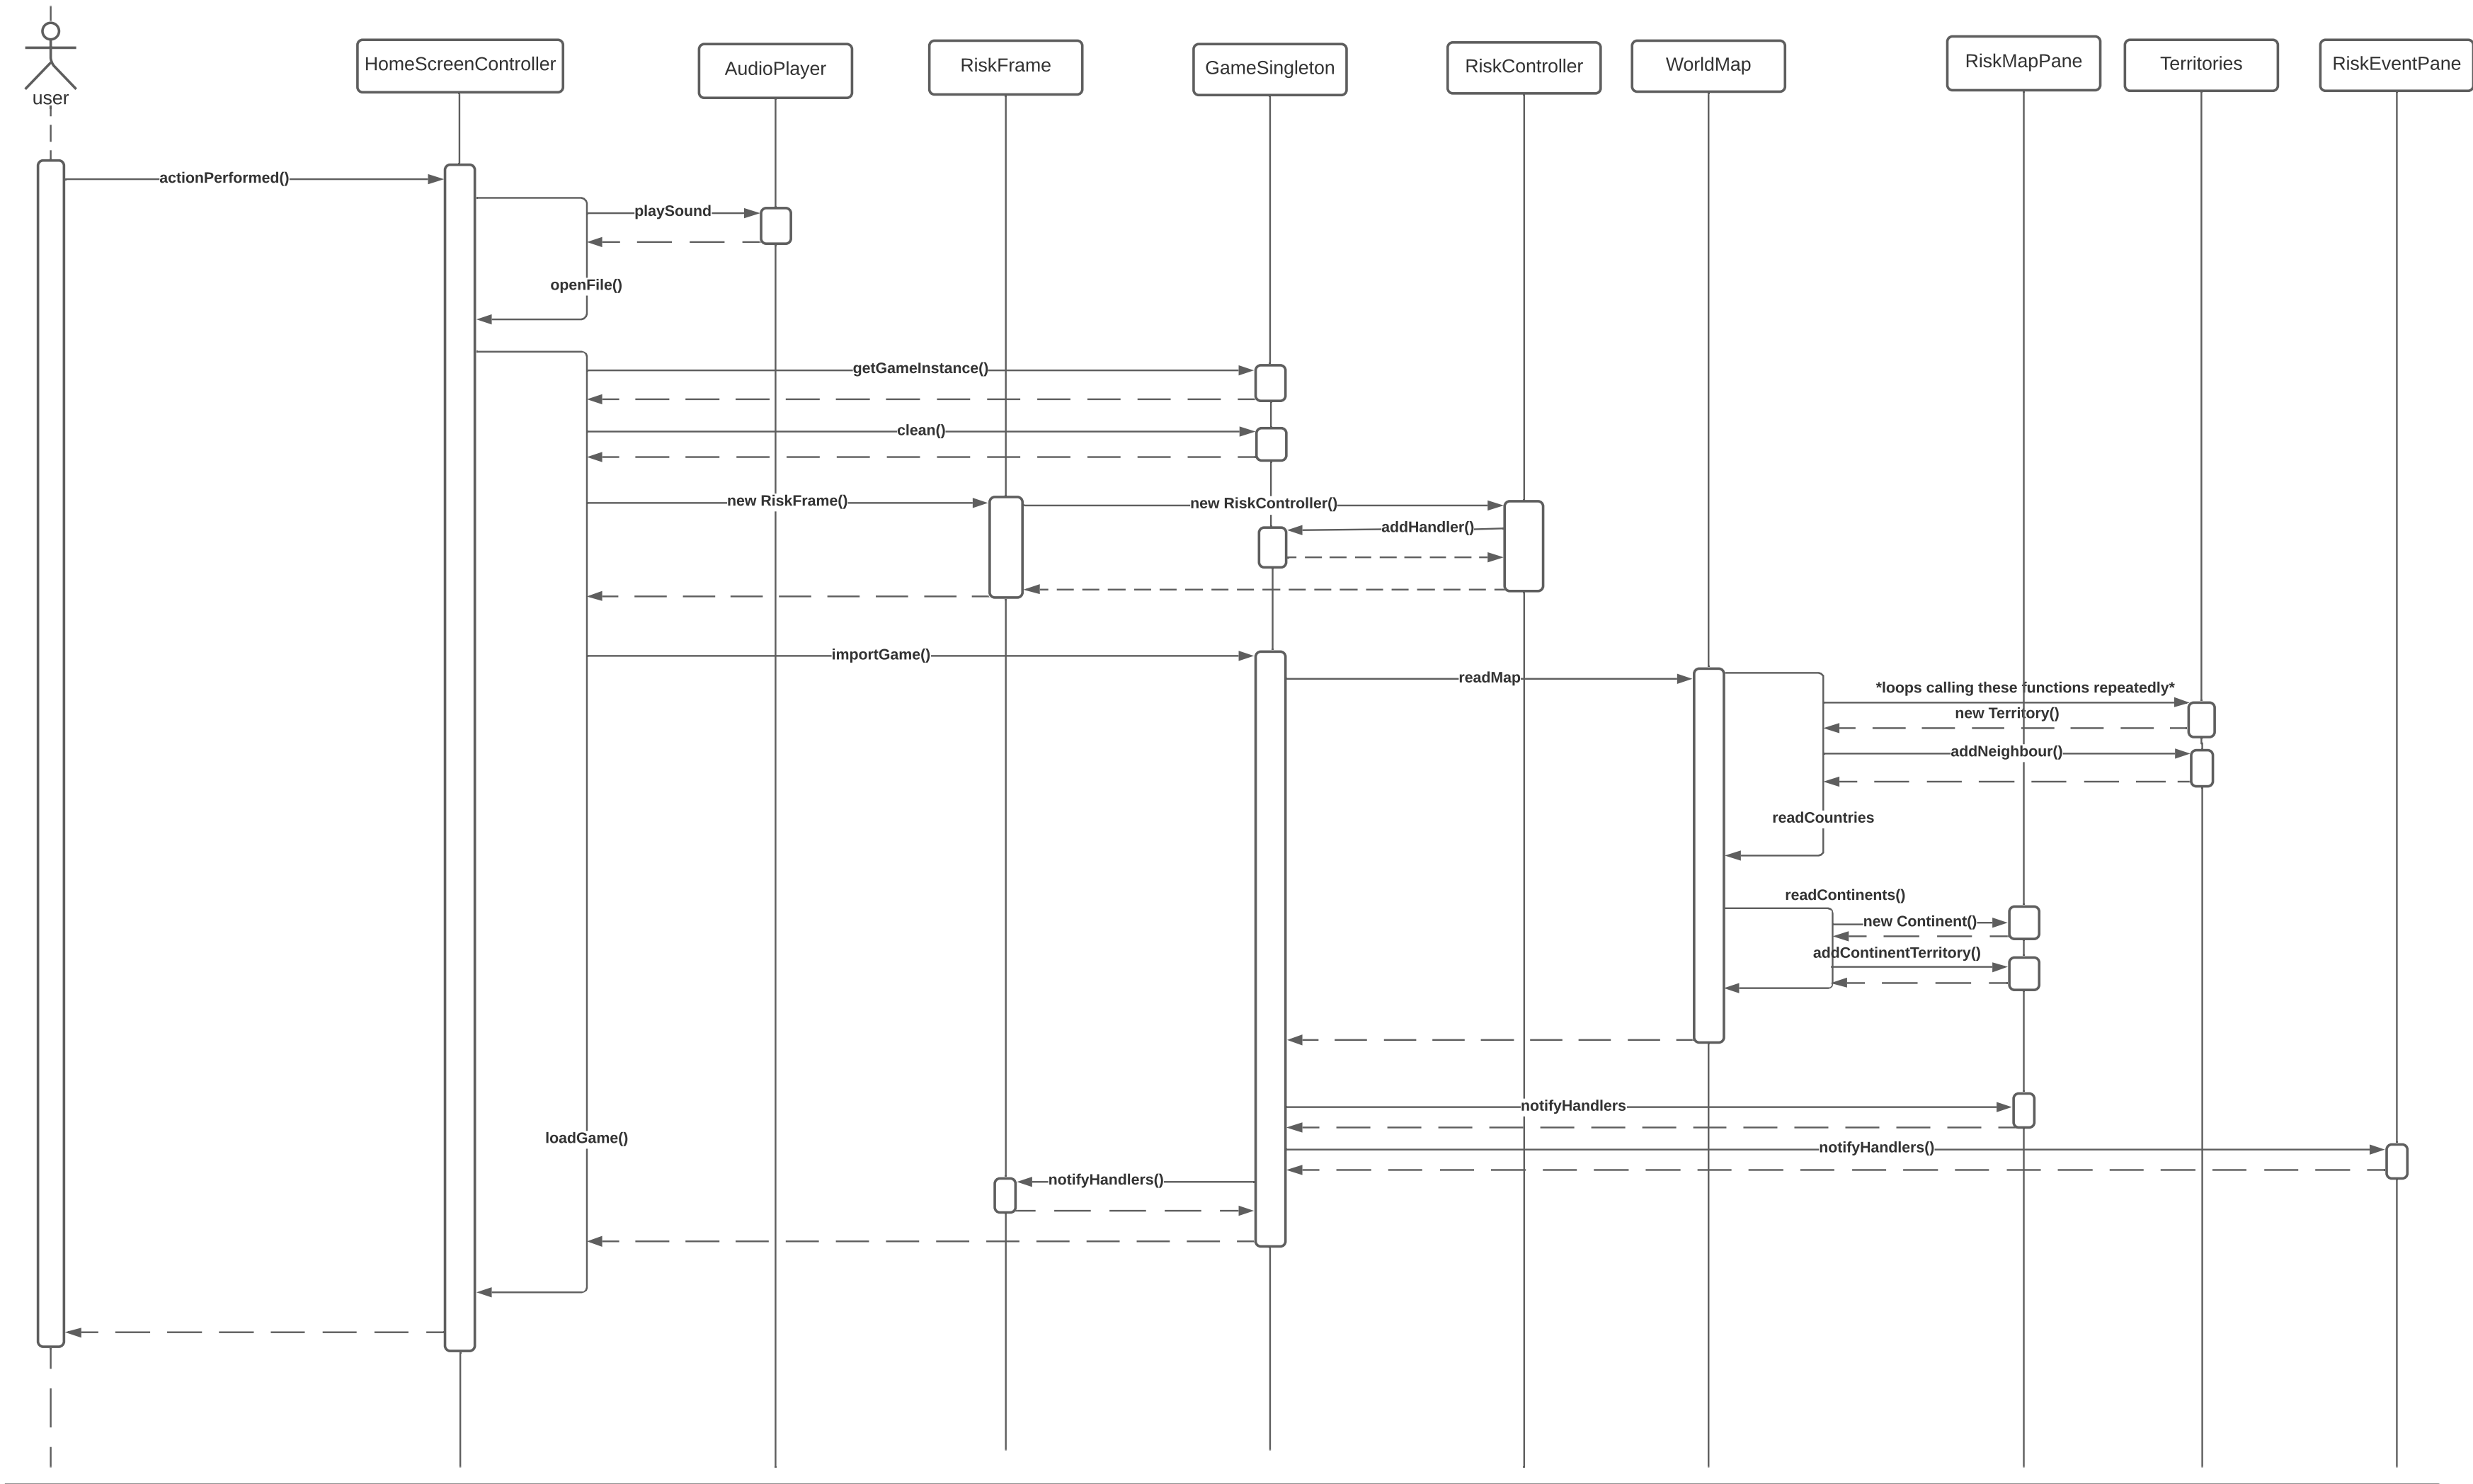 user
HomeScreenController
AudioPlayer
RiskFrame
GameSingleton
RiskController
WorldMap
RiskMapPane
Territories
RiskEventPane
actionPerformed()
playSound
openFile()
getGameInstance()
clean()
new RiskFrame()
new RiskController()
addHandler()
importGame()
readMap
*loops calling these functions repeatedly*
new Territory()
addNeighbour()
readCountries
readContinents()
new Continent()
addContinentTerritory()
notifyHandlers
loadGame()
notifyHandlers()
notifyHandlers()